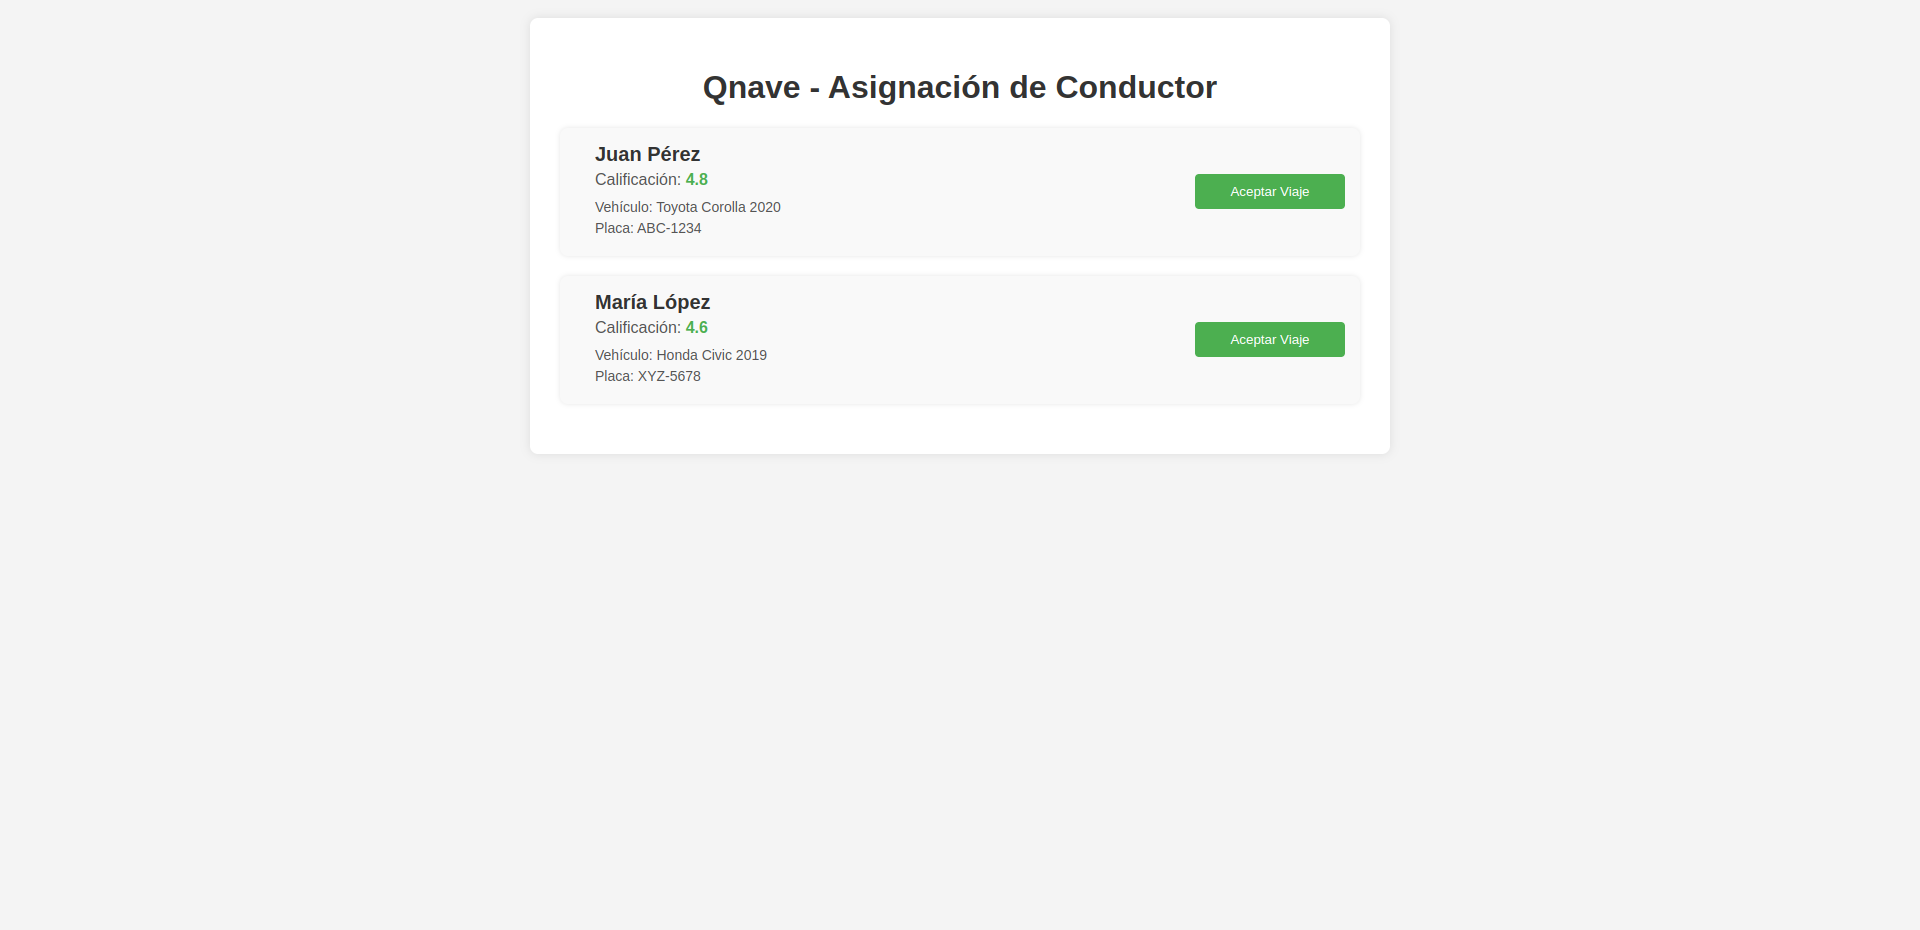 Qnave - Asignación de Conductor
Juan Pérez
Calificación: 4.8
Vehículo: Toyota Corolla 2020
Placa: ABC-1234
Aceptar Viaje
María López
Calificación: 4.6
Vehículo: Honda Civic 2019
Placa: XYZ-5678
Aceptar Viaje